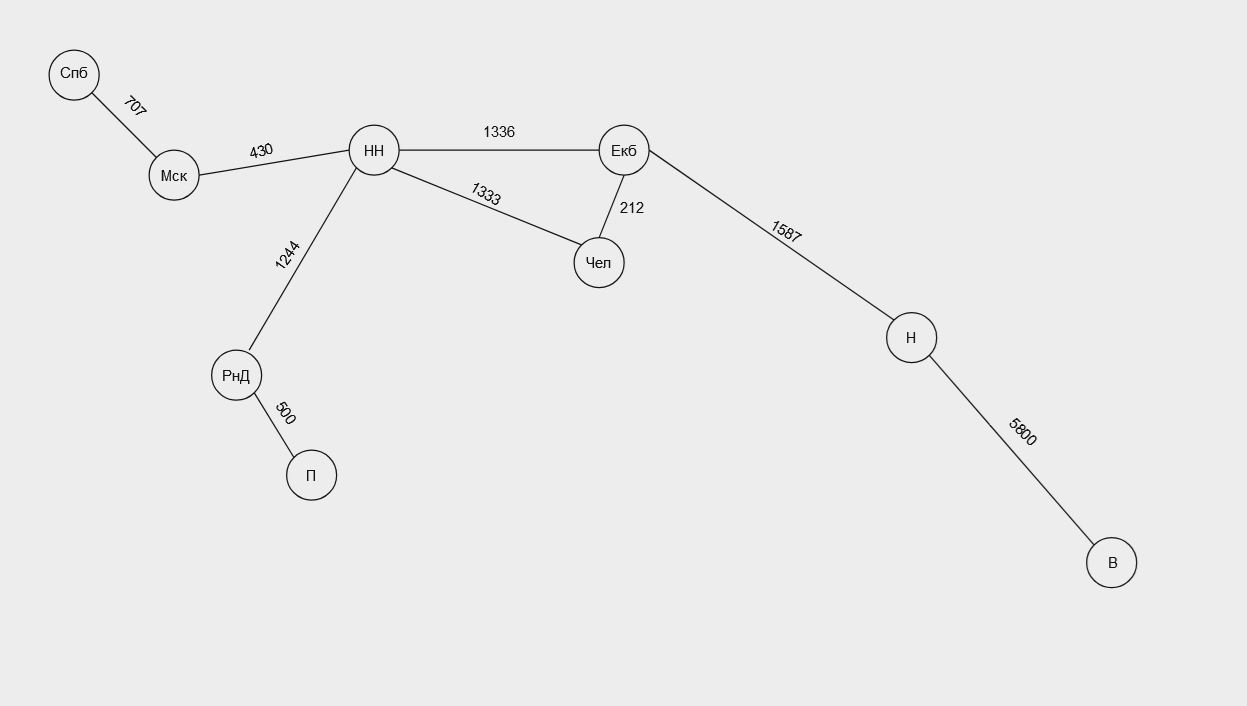 Спб
707
Мск
430
НН
1336
Екб
1333
212
Чел
1587
1244
Н
РнД
500
П
5800
В